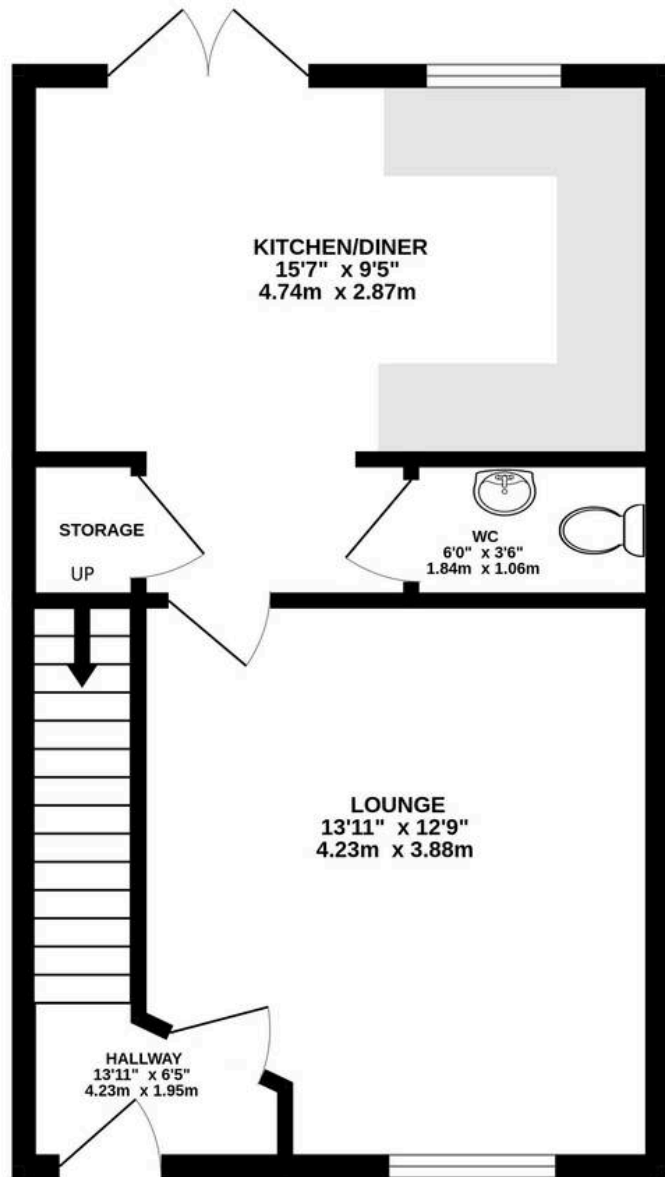 KITCHEN/DINER
15'7" x 9'5"
4.74m x 2.87m
STORAGE
UP
WC
6'0" x 3'6"
1.84m x 1.06m
LOUNGE
13'11" x 12'9"
4.23m x 3.88m
HALLWAY
13'11" x 6'5"
4.23m x 1.95m